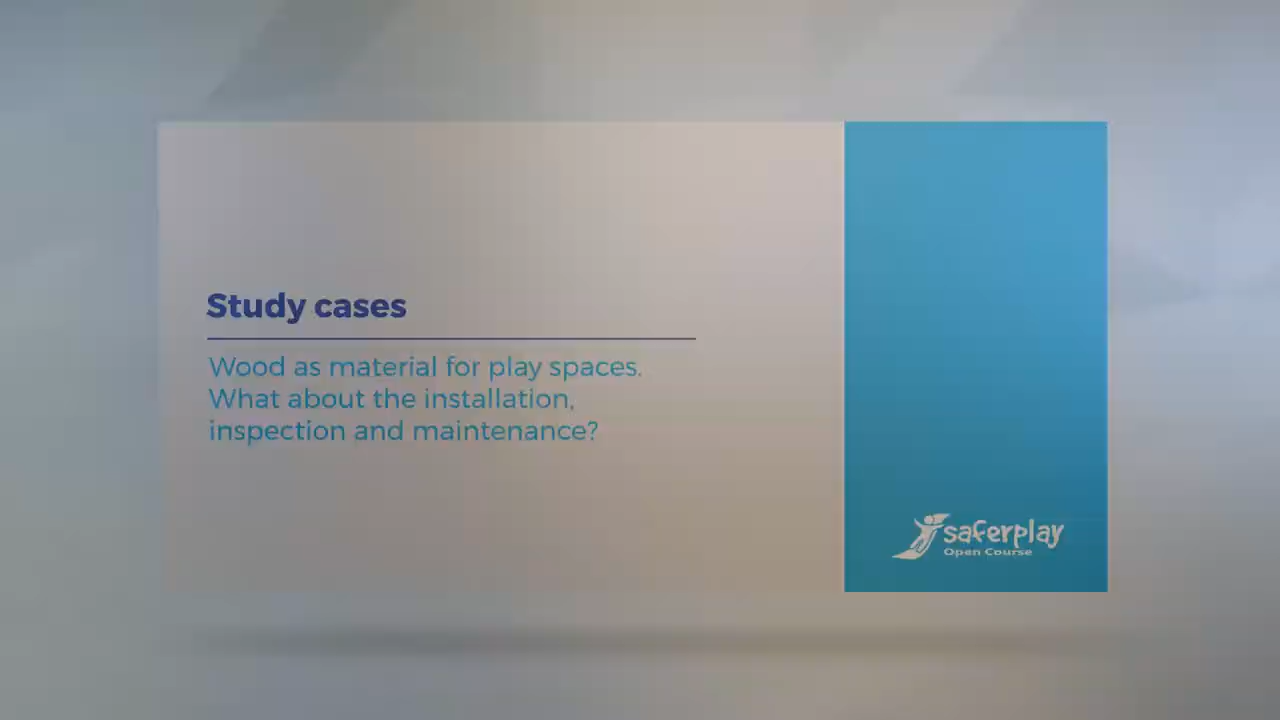 Study cases
Wood as material for play spaces.
What about the installation,
inspection and maintenance?
saferplay
Open Course